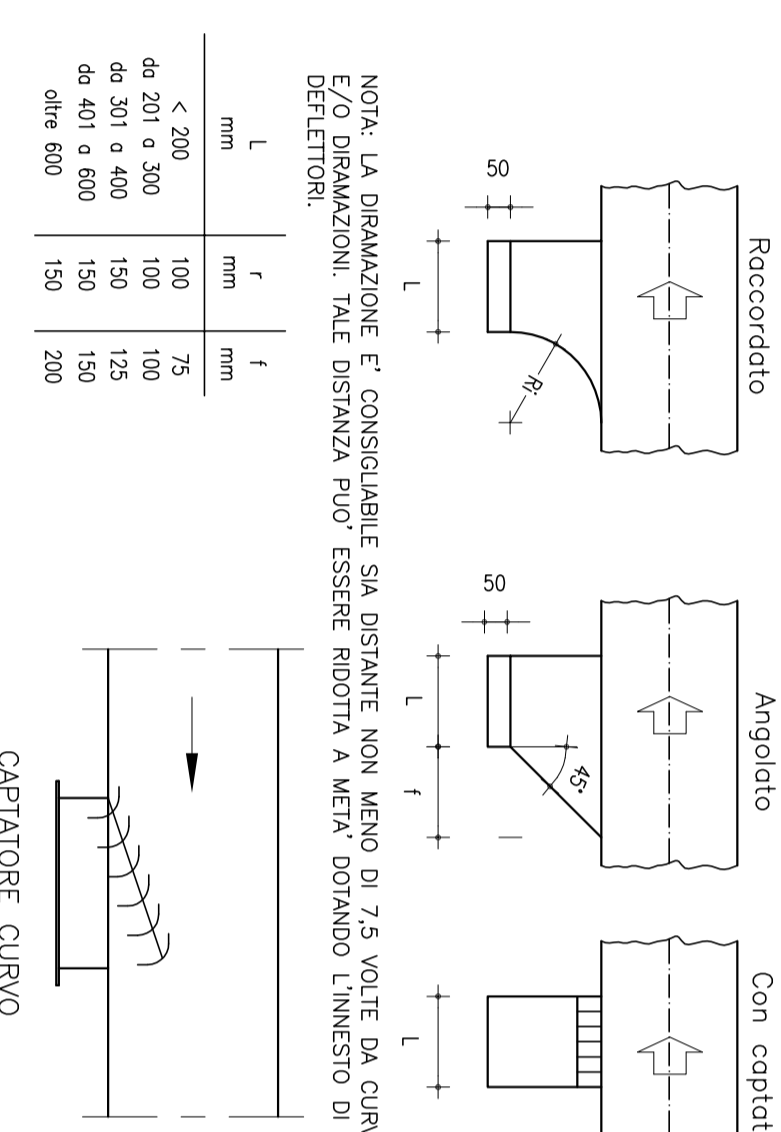 Raccordato
50
L
Ri
Angolato
50
L
f
45°
L
NOTA: LA DIRAMAZIONE E' CONSIGLIABILE SIA DISTANTE NON MENO DI 7,5 VOLTE DA
E/O DIRAMAZIONI. TALE DISTANZA PUO' ESSERE RIDOTTA A META' DOTANDO L'INNESTO DI
DEFLETTORI.
L r f
mm mm mm
< 200 100 75
da 201 a 300 100 100
da 301 a 400 150 125
da 401 a 600 150 150
oltre 600 150 200
CAPTATORE CURVO
Con